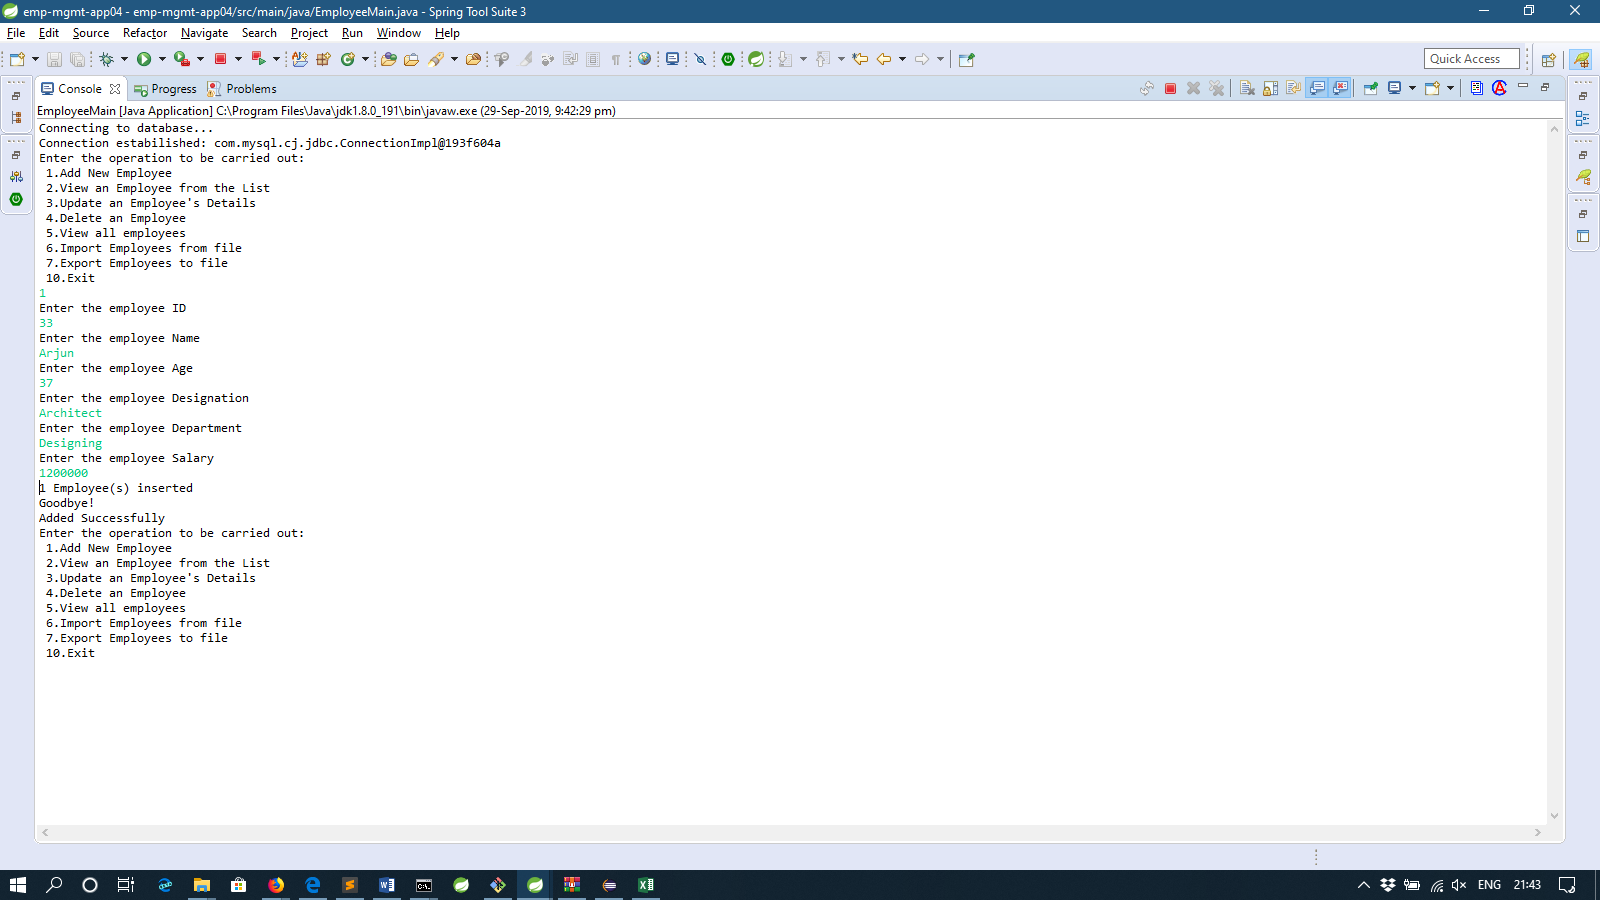 emp-mgmt-app04 - emp-mgmt-app04/src/main/java/EmployeeMain.java - Spring Tool Suite 3
File Edit Source Refactor Navigate Search Project Run Window Help
Quick Access
Console Progress Problems
EmployeeMain [Java Application] C:\Program Files\Java\jdk1.8.0_191\bin\javaw.exe (29-Sep-2019, 9:42:29 pm)
Connecting to database...
Connection estabilished: com.mysql.cj.jdbc.ConnectionImpl@193f604a
Enter the operation to be carried out:
1.Add New Employee
2.View an Employee from the List
3.Update an Employee's Details
4.Delete an Employee
5.View all employees
6.Import Employees from file
7.Export Employees to file
10.Exit
1
Enter the employee ID
33
Enter the employee Name
Arjun
Enter the employee Age
37
Enter the employee Designation
Architect
Enter the employee Department
Designing
Enter the employee Salary
1200000
1 Employee(s) inserted
Goodbye!
Added Successfully
Enter the operation to be carried out:
1.Add New Employee
2.View an Employee from the List
3.Update an Employee's Details
4.Delete an Employee
5.View all employees
6.Import Employees from file
7.Export Employees to file
10.Exit
ENG 21:43